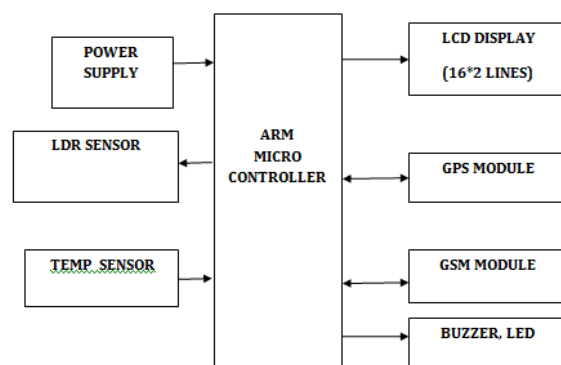 POWER
SUPPLY
LDR SENSOR
TEMP SENSOR
ARM
MICRO
CONTROLLER
LCD DISPLAY
(16*2 LINES)
GPS MODULE
GSM MODULE
BUZZER, LED